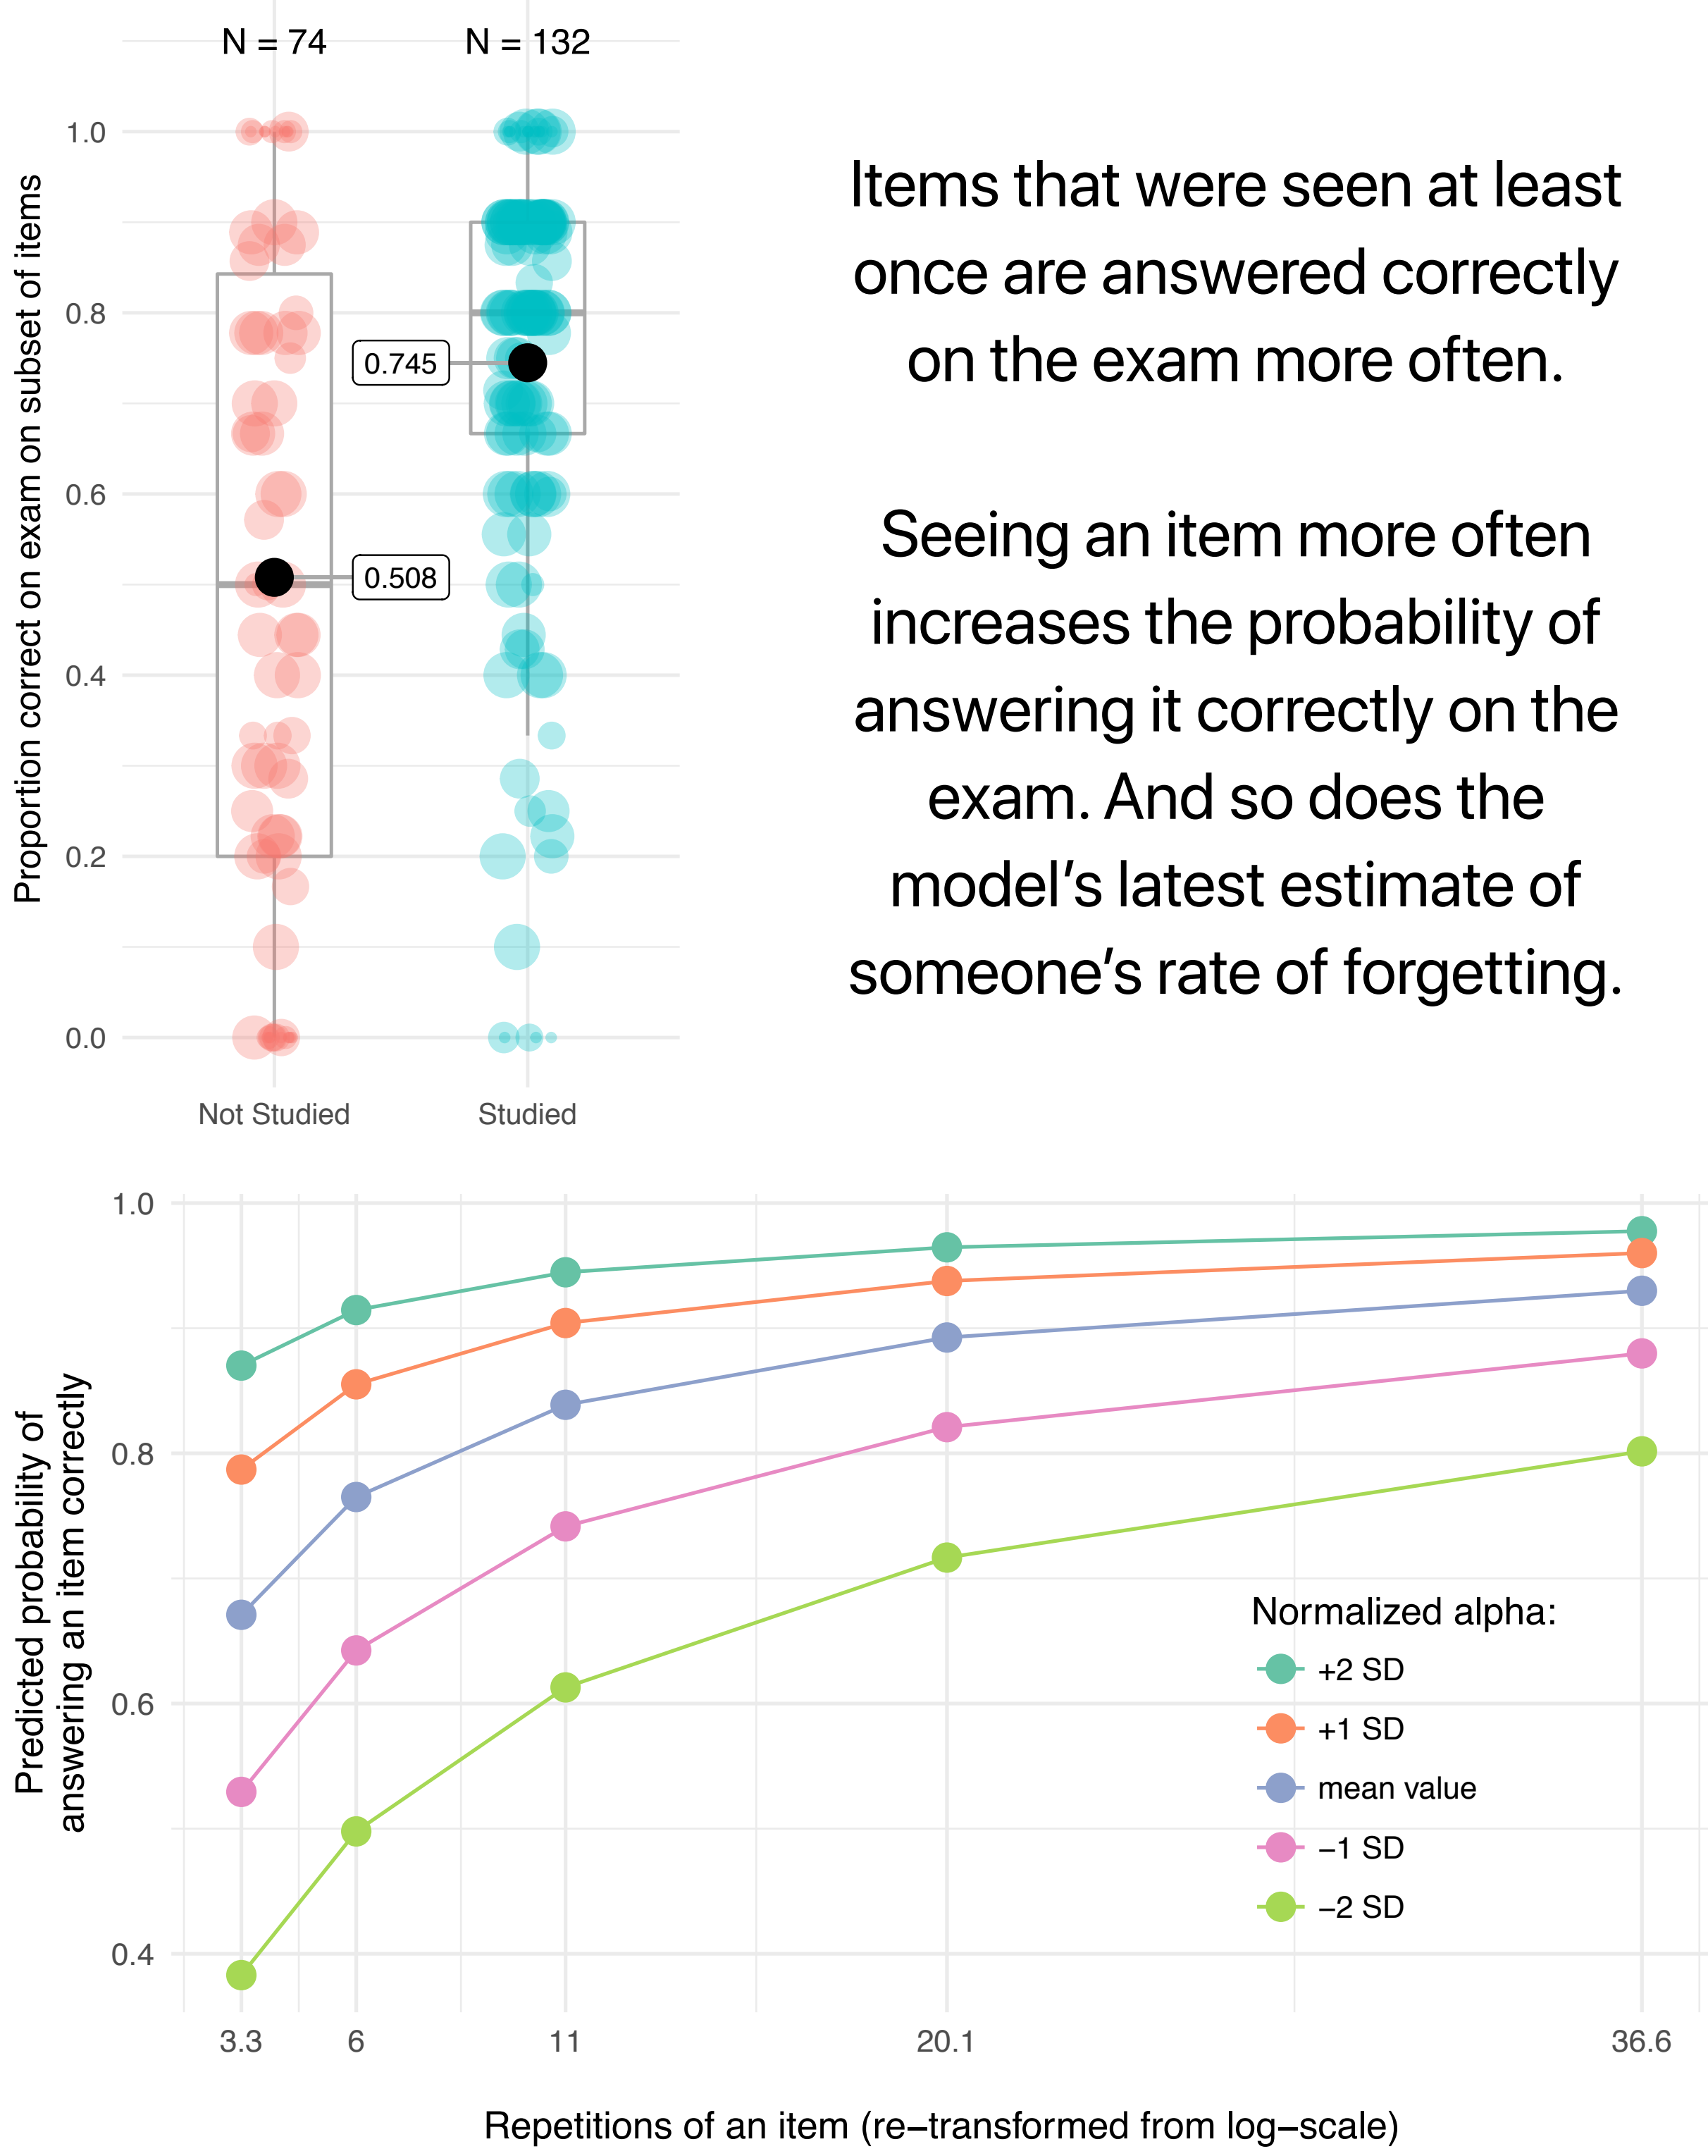 N = 74
N = 132
Proportion correct on exam on subset of items
1.0
0.8
0.6
0.4
0.2
0.0
0.745
0.508
Not Studied
Studied
Items that were seen at least
once are answered correctly
on the exam more often.
Seeing an item more often
increases the probability of
answering it correctly on the
exam. And so does the
model’s latest estimate of
someone’s rate of forgetting.
Predicted probability of
answering an item correctly
1.0
0.8
0.6
0.4
Normalized alpha:
+2 SD
+1 SD
mean value
−1 SD
−2 SD
3.3
6
11
20.1
36.6
Repetitions of an item (re−transformed from log−scale)